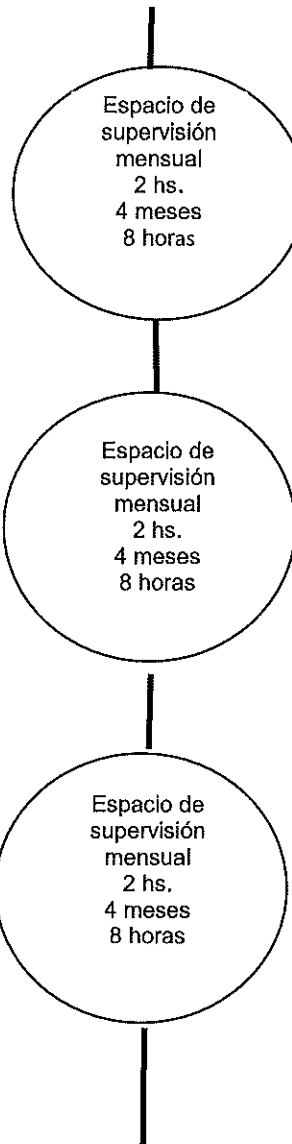 Espacio de
supervisión
mensual
2 hs.
4 meses
8 horas
Espacio de
supervisión
mensual
2 hs.
4 meses
8 horas
Espacio de
supervisión
mensual
2 hs.
4 meses
8 horas